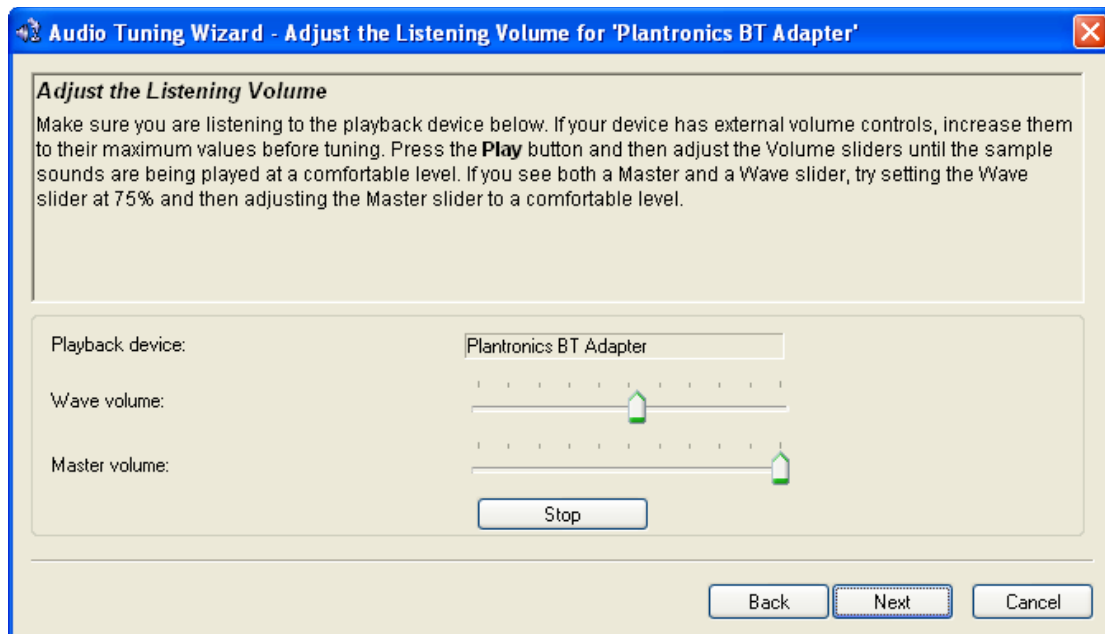 Audio Tuning Wizard - Adjust the Listening Volume for 'Plantronics BT Adapter'
Adjust the Listening Volume
Make sure you are listening to the playback device below. If your device has external volume controls, increase them
to their maximum values before tuning. Press the Play button and then adjust the Volume sliders until the sample
sounds are being played at a comfortable level. If you see both a Master and a Wave slider, try setting the Wave
slider at 75% and then adjusting the Master slider to a comfortable level.
Playback device:
Plantronics BT Adapter
Wave volume:
Master volume:
Stop
Back
Next
Cancel